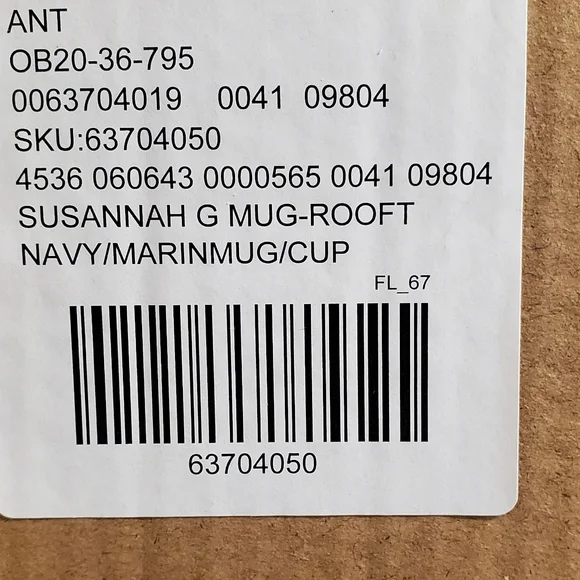 ANT
OB20-36-795
0063704019 0041 09804
SKU:63704050
4536 060643 0000565 0041 09804
SUSANNAH G MUG-ROOFT
NAVY/MARINMUG/CUP
FL_67
63704050